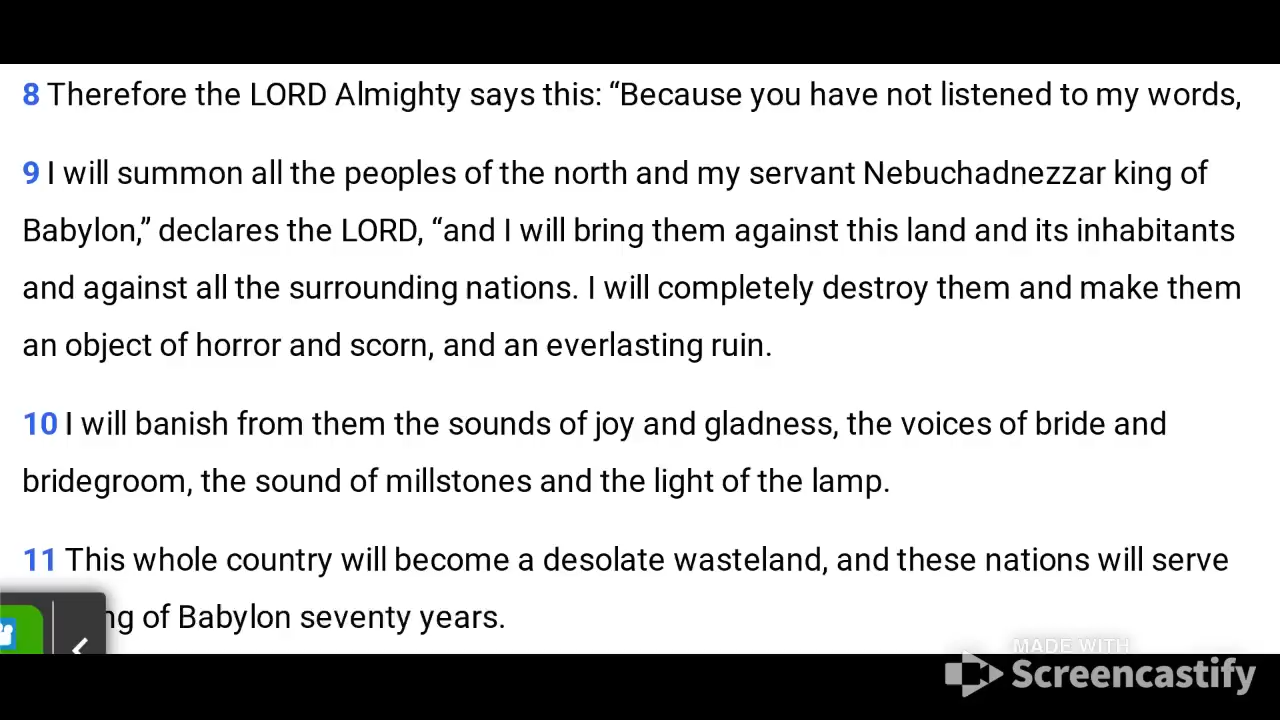 8 Therefore the LORD Almighty says this: “Because you have not listened to my words,
9 I will summon all the peoples of the north and my servant Nebuchadnezzar king of
Babylon,” declares the LORD, “and I will bring them against this land and its inhabitants
and against all the surrounding nations. I will completely destroy them and make them
an object of horror and scorn, and an everlasting ruin.
10 I will banish from them the sounds of joy and gladness, the voices of bride and
bridegroom, the sound of millstones and the light of the lamp.
11 This whole country will become a desolate wasteland, and these nations will serve
of Babylon seventy years.
MADE WITH
Screencastify